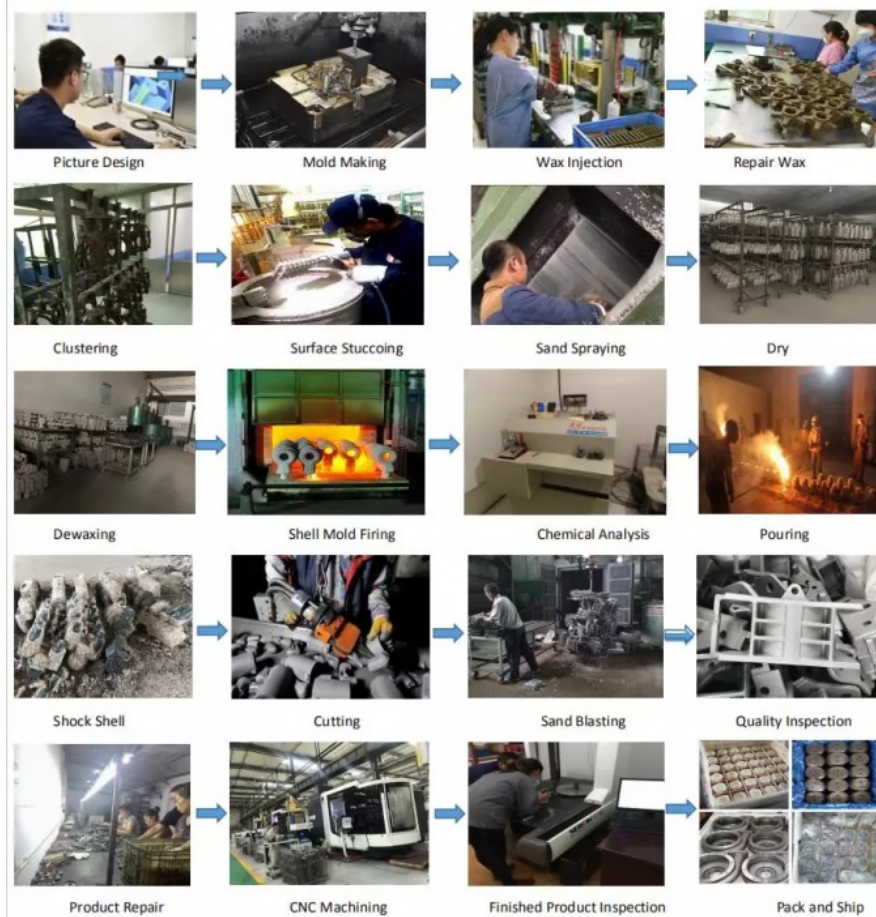 Picture Design
Mold Making
Wax Injection
Repair Wax
Clustering
Surface Stuccoing
Sand Spraying
Dry
Dewaxing
Shell Mold Firing
Chemical Analysis
Pouring
Shock Shell
Cutting
Sand Blasting
Quality Inspection
Product Repair
CNC Machining
Finished Product Inspection
Pack and Ship